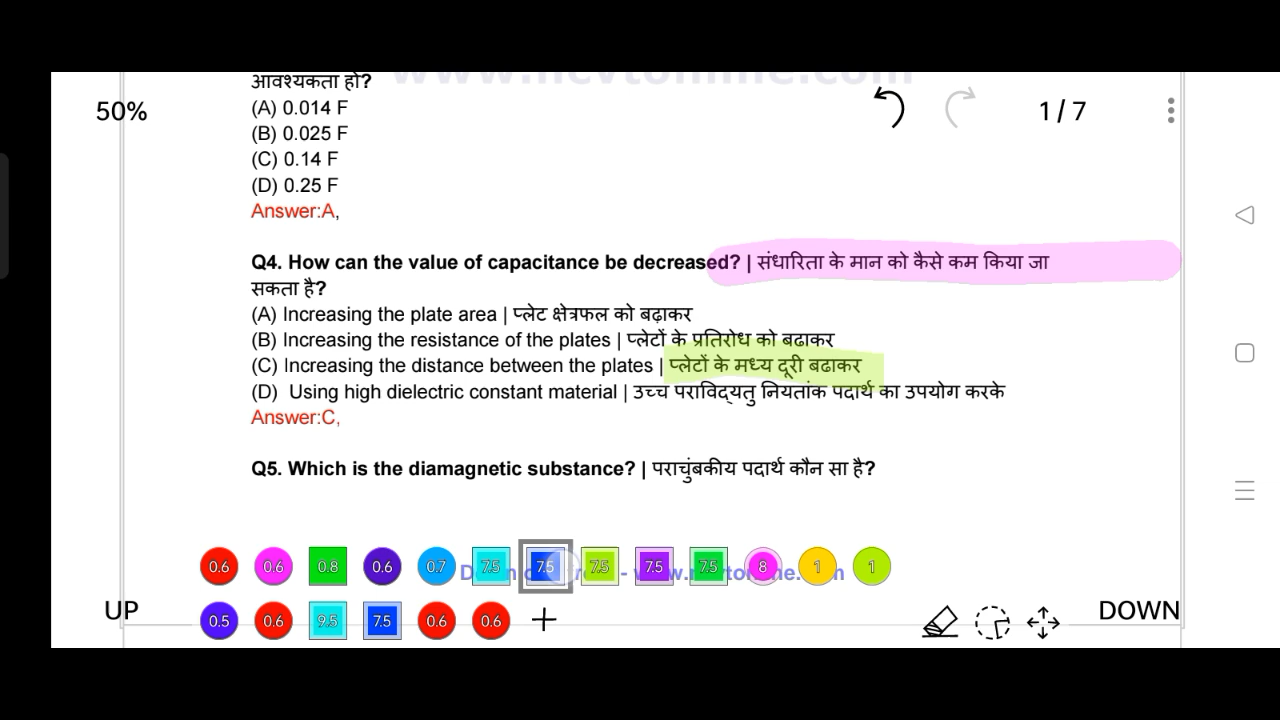 www.nevtonline.com
आवश्यकता हो?
50%
(A) 0.014 F
1/7
(B) 0.025 F
(C) 0.14 F
(D) 0.25 F
Answer:A,
Q4. How can the value of capacitance be decreased? | संधारिता के मान को कैसे कम किया जा
सकता है?
(A) Increasing the plate area | प्लेट क्षेत्रफल को बढ़ाकर
(B) Increasing the resistance of the plates | प्लेटों के प्रतिरोध को बढाकर
(C) Increasing the distance between the plates | प्लेटों के मध्य दूरी बढाकर
(D) Using high dielectric constant material | उच्च पराविद्यतु नियतांक पदार्थ का उपयोग करके
Answer:C,
Q5. Which is the diamagnetic substance? | पराचुंबकीय पदार्थ कौन सा है?
0.6 0.6 0.8 0.6 0.7 7.5 7.5 7.5 7.5 7.5 8 1 1
UP
0.5 0.6 9.5 7.5 0.6 0.6
DOWN